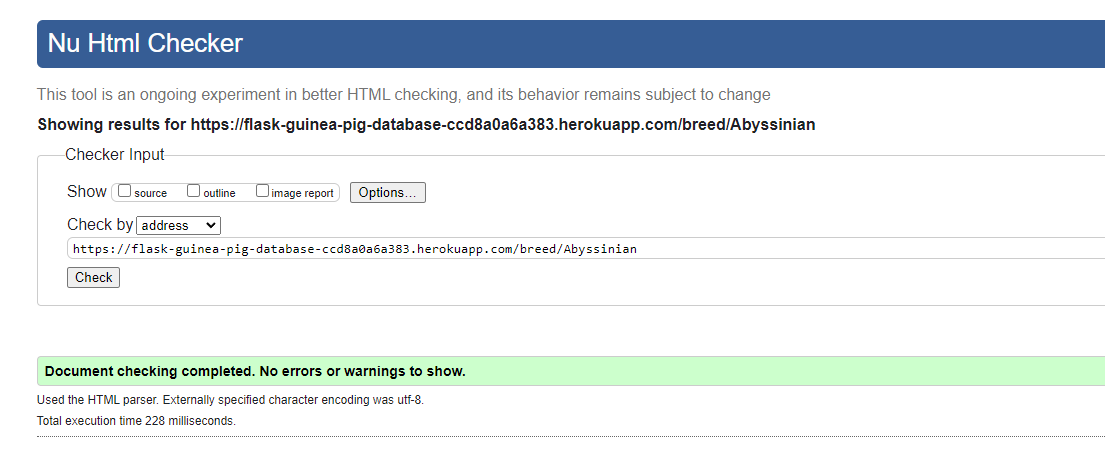 Nu Html Checker
This tool is an ongoing experiment in better HTML checking, and its behavior remains subject to change
Showing results for https://flask-guinea-pig-database-ccd8a0a6a383.herokuapp.com/breed/Abyssinian
Checker Input
Show source outline image report Options...
Check by address
https://flask-guinea-pig-database-ccd8a0a6a383.herokuapp.com/breed/Abyssinian
Check
Document checking completed. No errors or warnings to show.
Used the HTML parser. Externally specified character encoding was utf-8.
Total execution time 228 milliseconds.